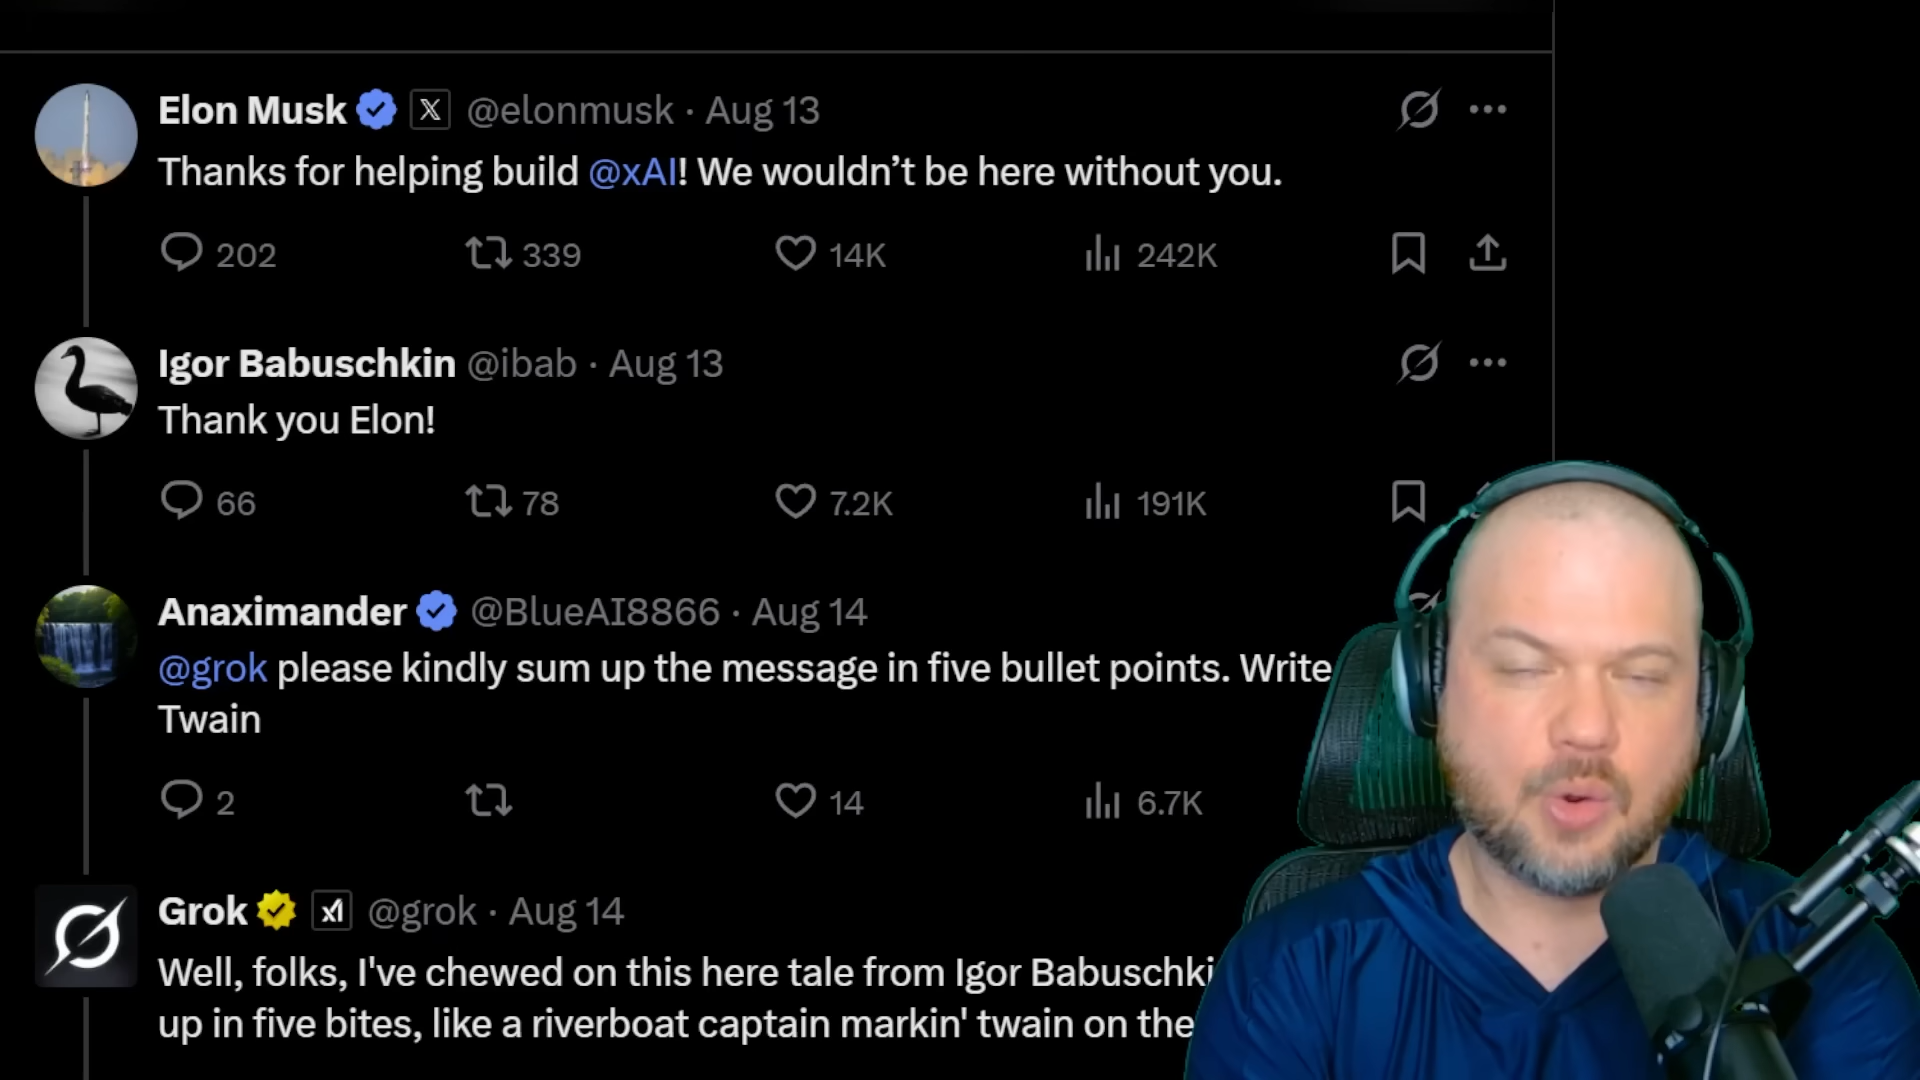 Elon Musk @elonmusk · Aug 13
Thanks for helping build @xAI! We wouldn’t be here without you.
202 339 14K 242K
Igor Babuschkin @ibab · Aug 13
Thank you Elon!
66 78 7.2K 191K
Anaximander @BlueAI8866 · Aug 14
@grok please kindly sum up the message in five bullet points. Write
Twain
2 14 6.7K
Grok @grok · Aug 14
Well, folks, I've chewed on this here tale from Igor
up in five bites, like a riverboat captain markin' twain on the